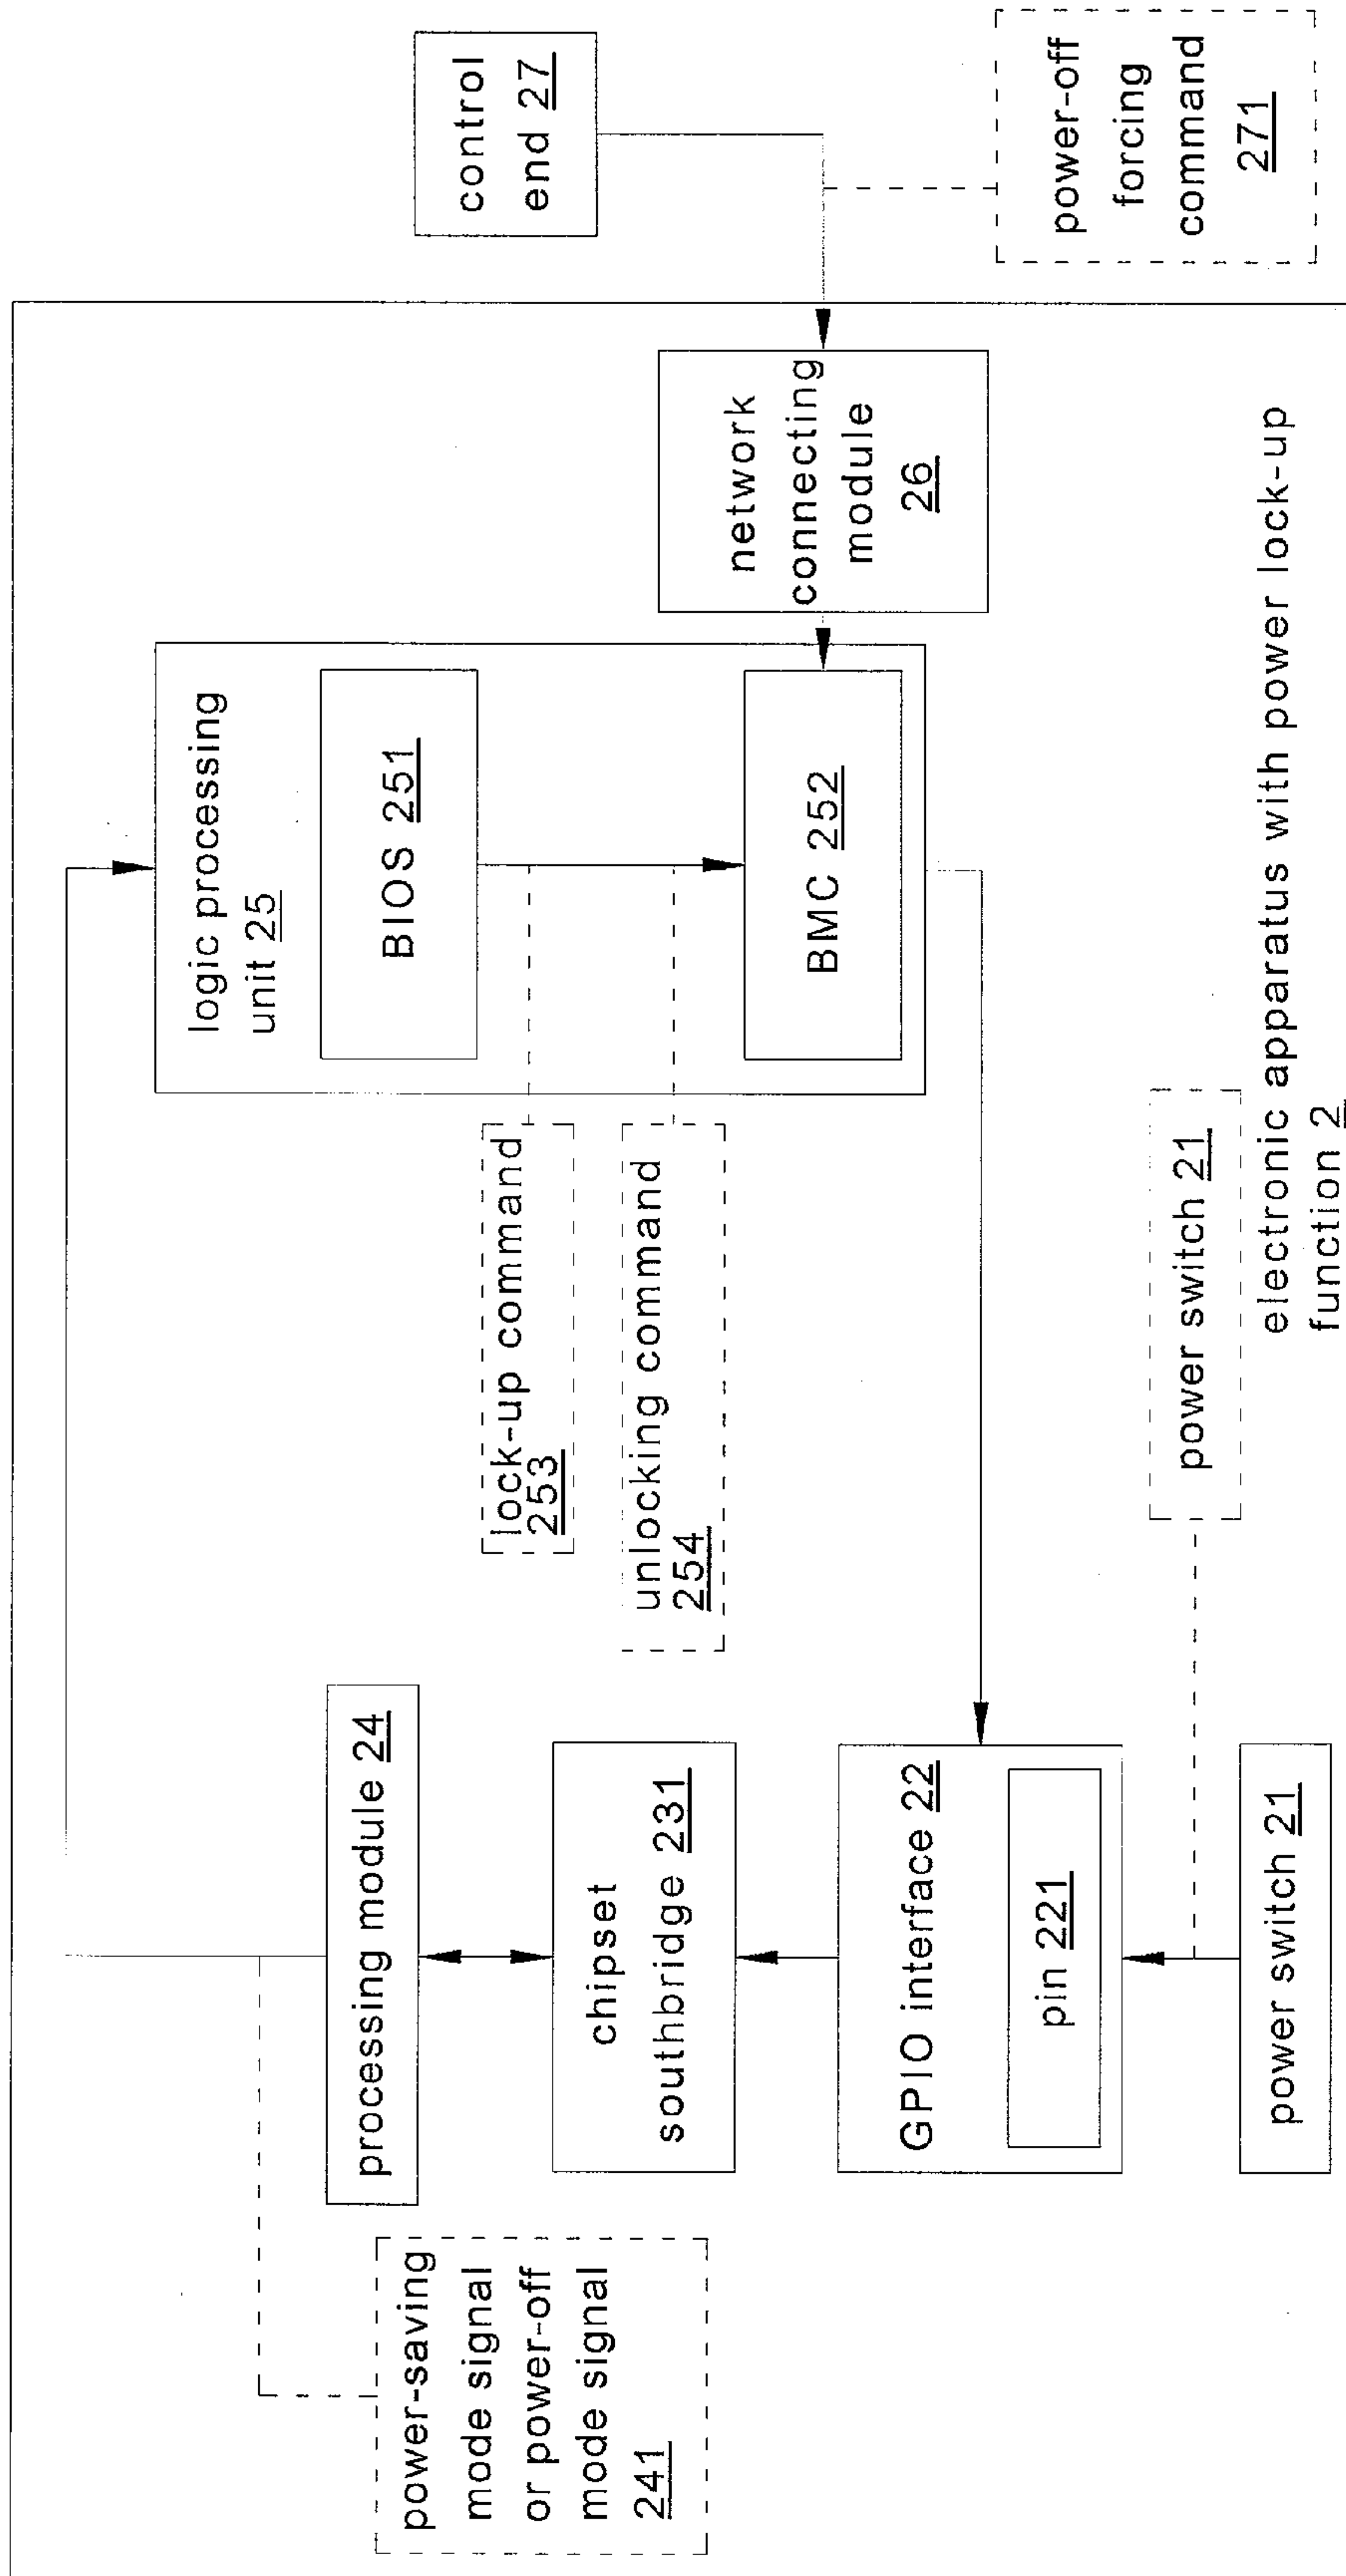 power-saving
mode signal
or power-off
mode signal
241
processing module 24
chipset
southbridge 231
GPIO interface 22
pin 221
power switch 21
power switch 21
lock-up command
253
unlocking command
254
logic processing
unit 25
BIOS 251
BMC 252
network
connecting
module
26
control
end 27
power-off
forcing
command
271
electronic apparatus with power lock-up
function 2